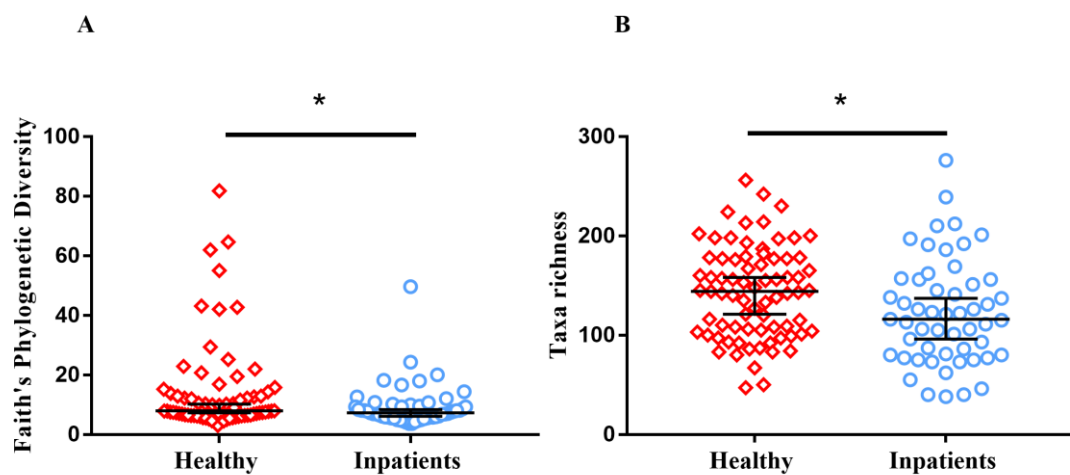 A
B
*
*
Faith's Phylogenetic Diversity
100
80
60
40
20
0
Healthy
Inpatients
Taxa richness
300
200
100
0
Healthy
Inpatients